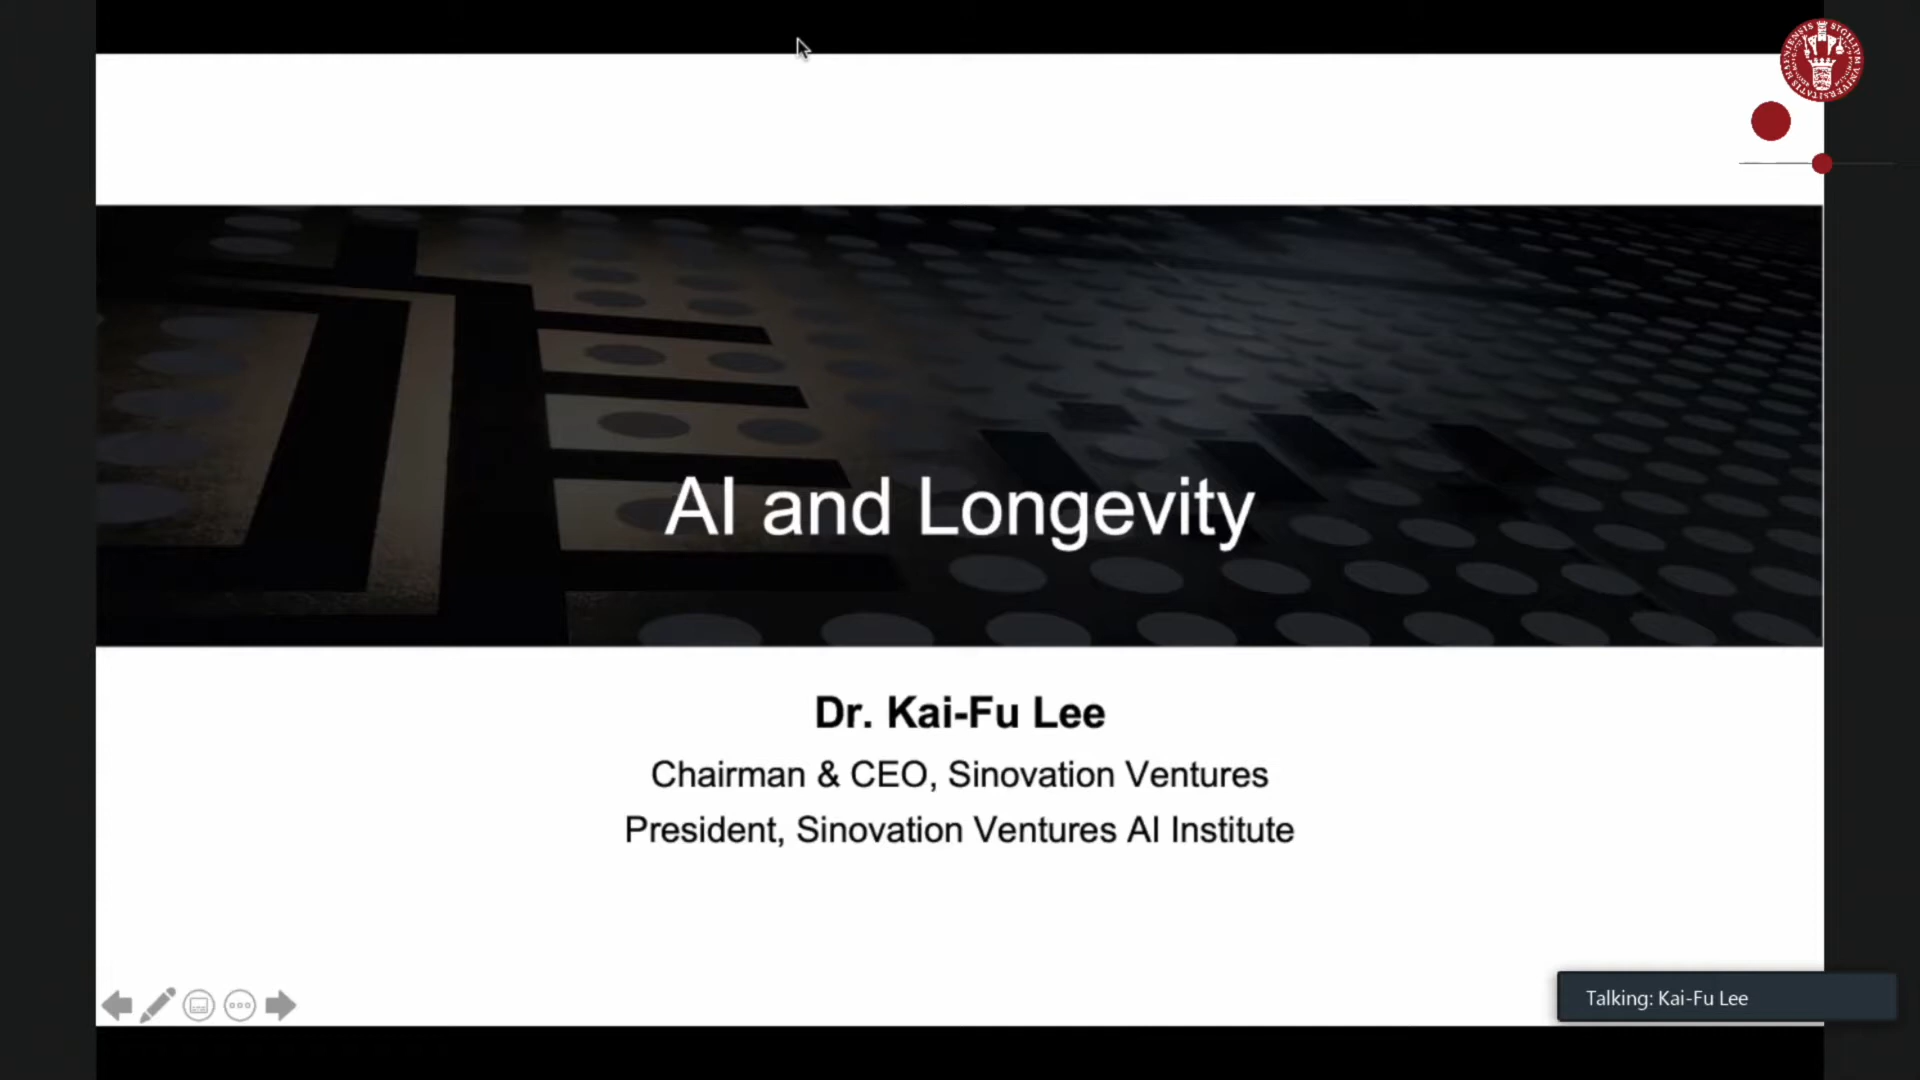 AI and Longevity
Dr. Kai-Fu Lee
Chairman & CEO, Sinovation Ventures
President, Sinovation Ventures AI Institute
Talking: Kai-Fu Lee